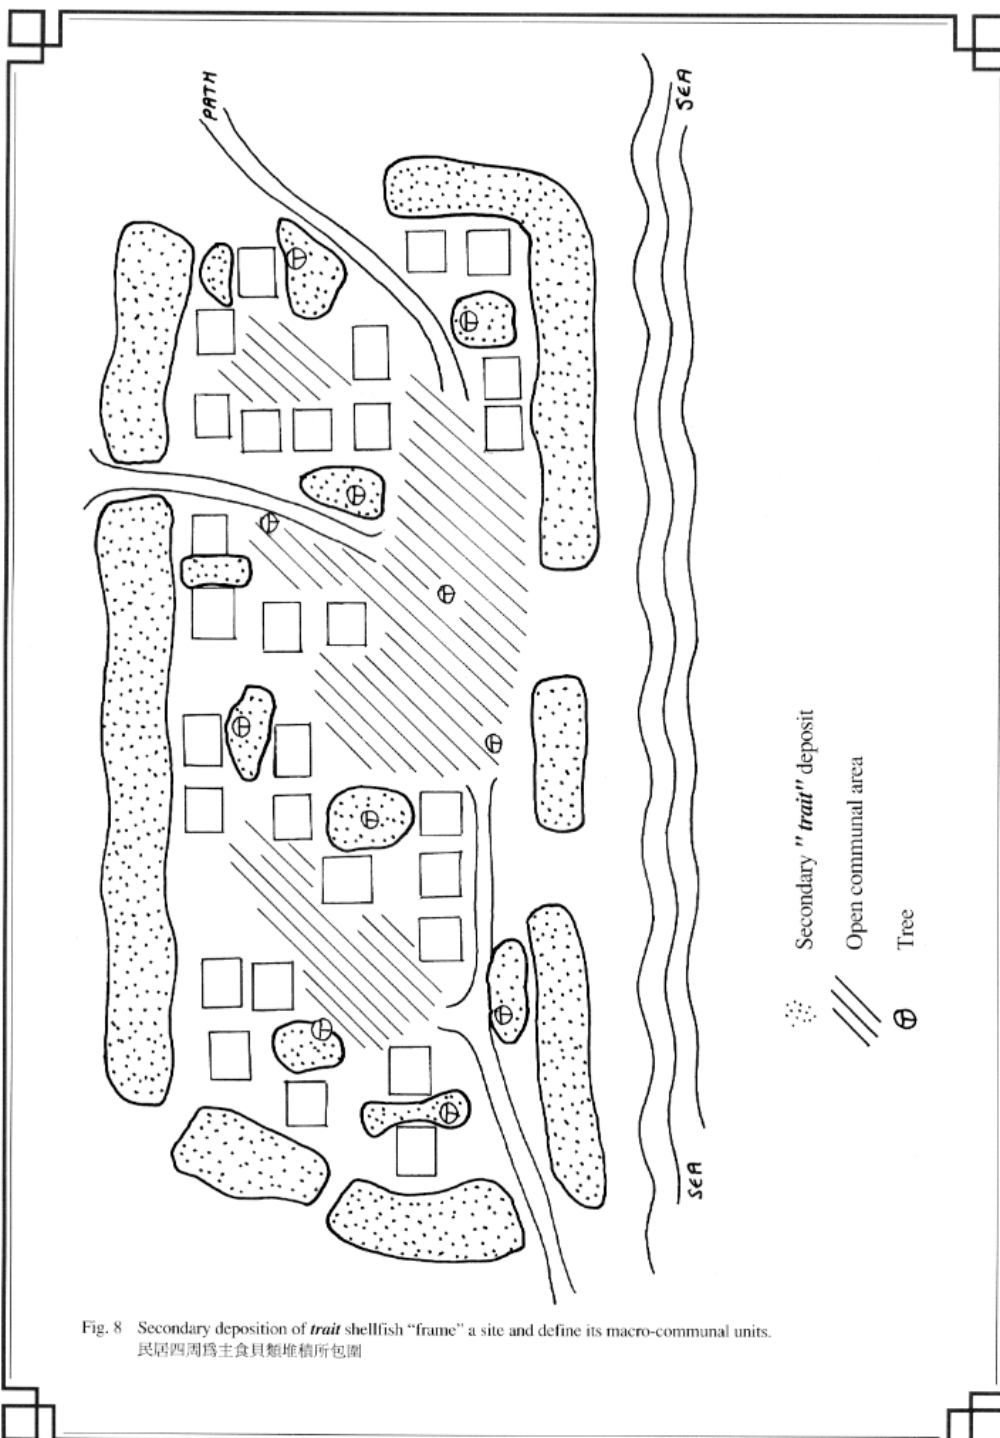 PATH
SEA
Secondary " trait" deposit
Open communal area
Tree
SEA
Fig. 8 Secondary deposition of trait shellfish “frame” a site and define its macro-communal units.
民居四周爲主食貝類堆積所包圍